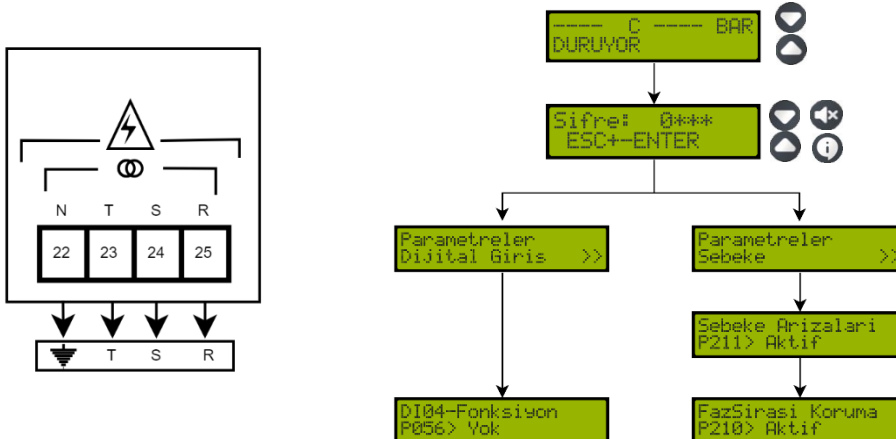 N T S R
22 23 24 25
T S R
---- C ---- BAR
DURUYOR
Sifre: 0***
ESC+-ENTER
Parametreler
Dijital Giris >>
DI04-Fonksiyon
P056> Yok
Parametreler
Sebeke >>
Sebeke Arizalari
P211> Aktif
FazSirasi Koruma
P210> Aktif